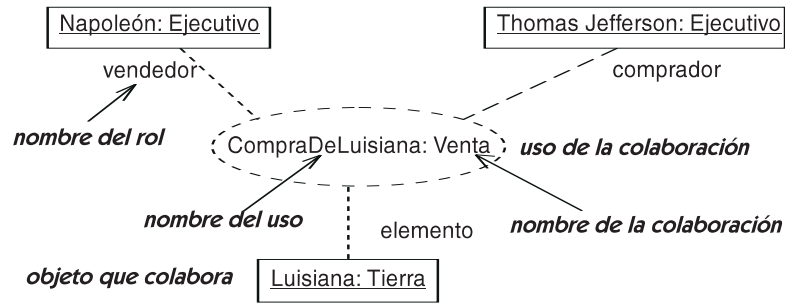 Napoleón: Ejecutivo
Thomas Jefferson: Ejecutivo
vendedor
comprador
nombre del rol
CompraDeLuisiana: Venta
uso de la colaboración
nombre del uso
nombre de la colaboración
elemento
objeto que colabora
Luisiana: Tierra